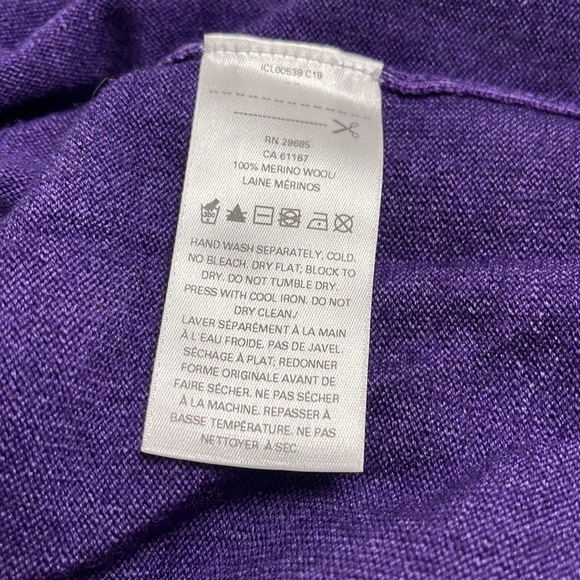 ICL00539 C19
RN 29685
CA 61167
100% MERINO WOOL/
LAINE MÉRINOS
HAND WASH SEPARATELY, COLD.
NO BLEACH. DRY FLAT; BLOCK TO
DRY. DO NOT TUMBLE DRY.
PRESS WITH COOL IRON. DO NOT
DRY CLEAN./
LAVER SÉPARÉMENT À LA MAIN
À L'EAU FROIDE. PAS DE JAVEL.
SÉCHAGE À PLAT; REDONNER
FORME ORIGINALE AVANT DE
FAIRE SÉCHER. NE PAS SÉCHER
À LA MACHINE. REPASSER À
BASSE TEMPÉRATURE. NE PAS
NETTOYER À SEC.